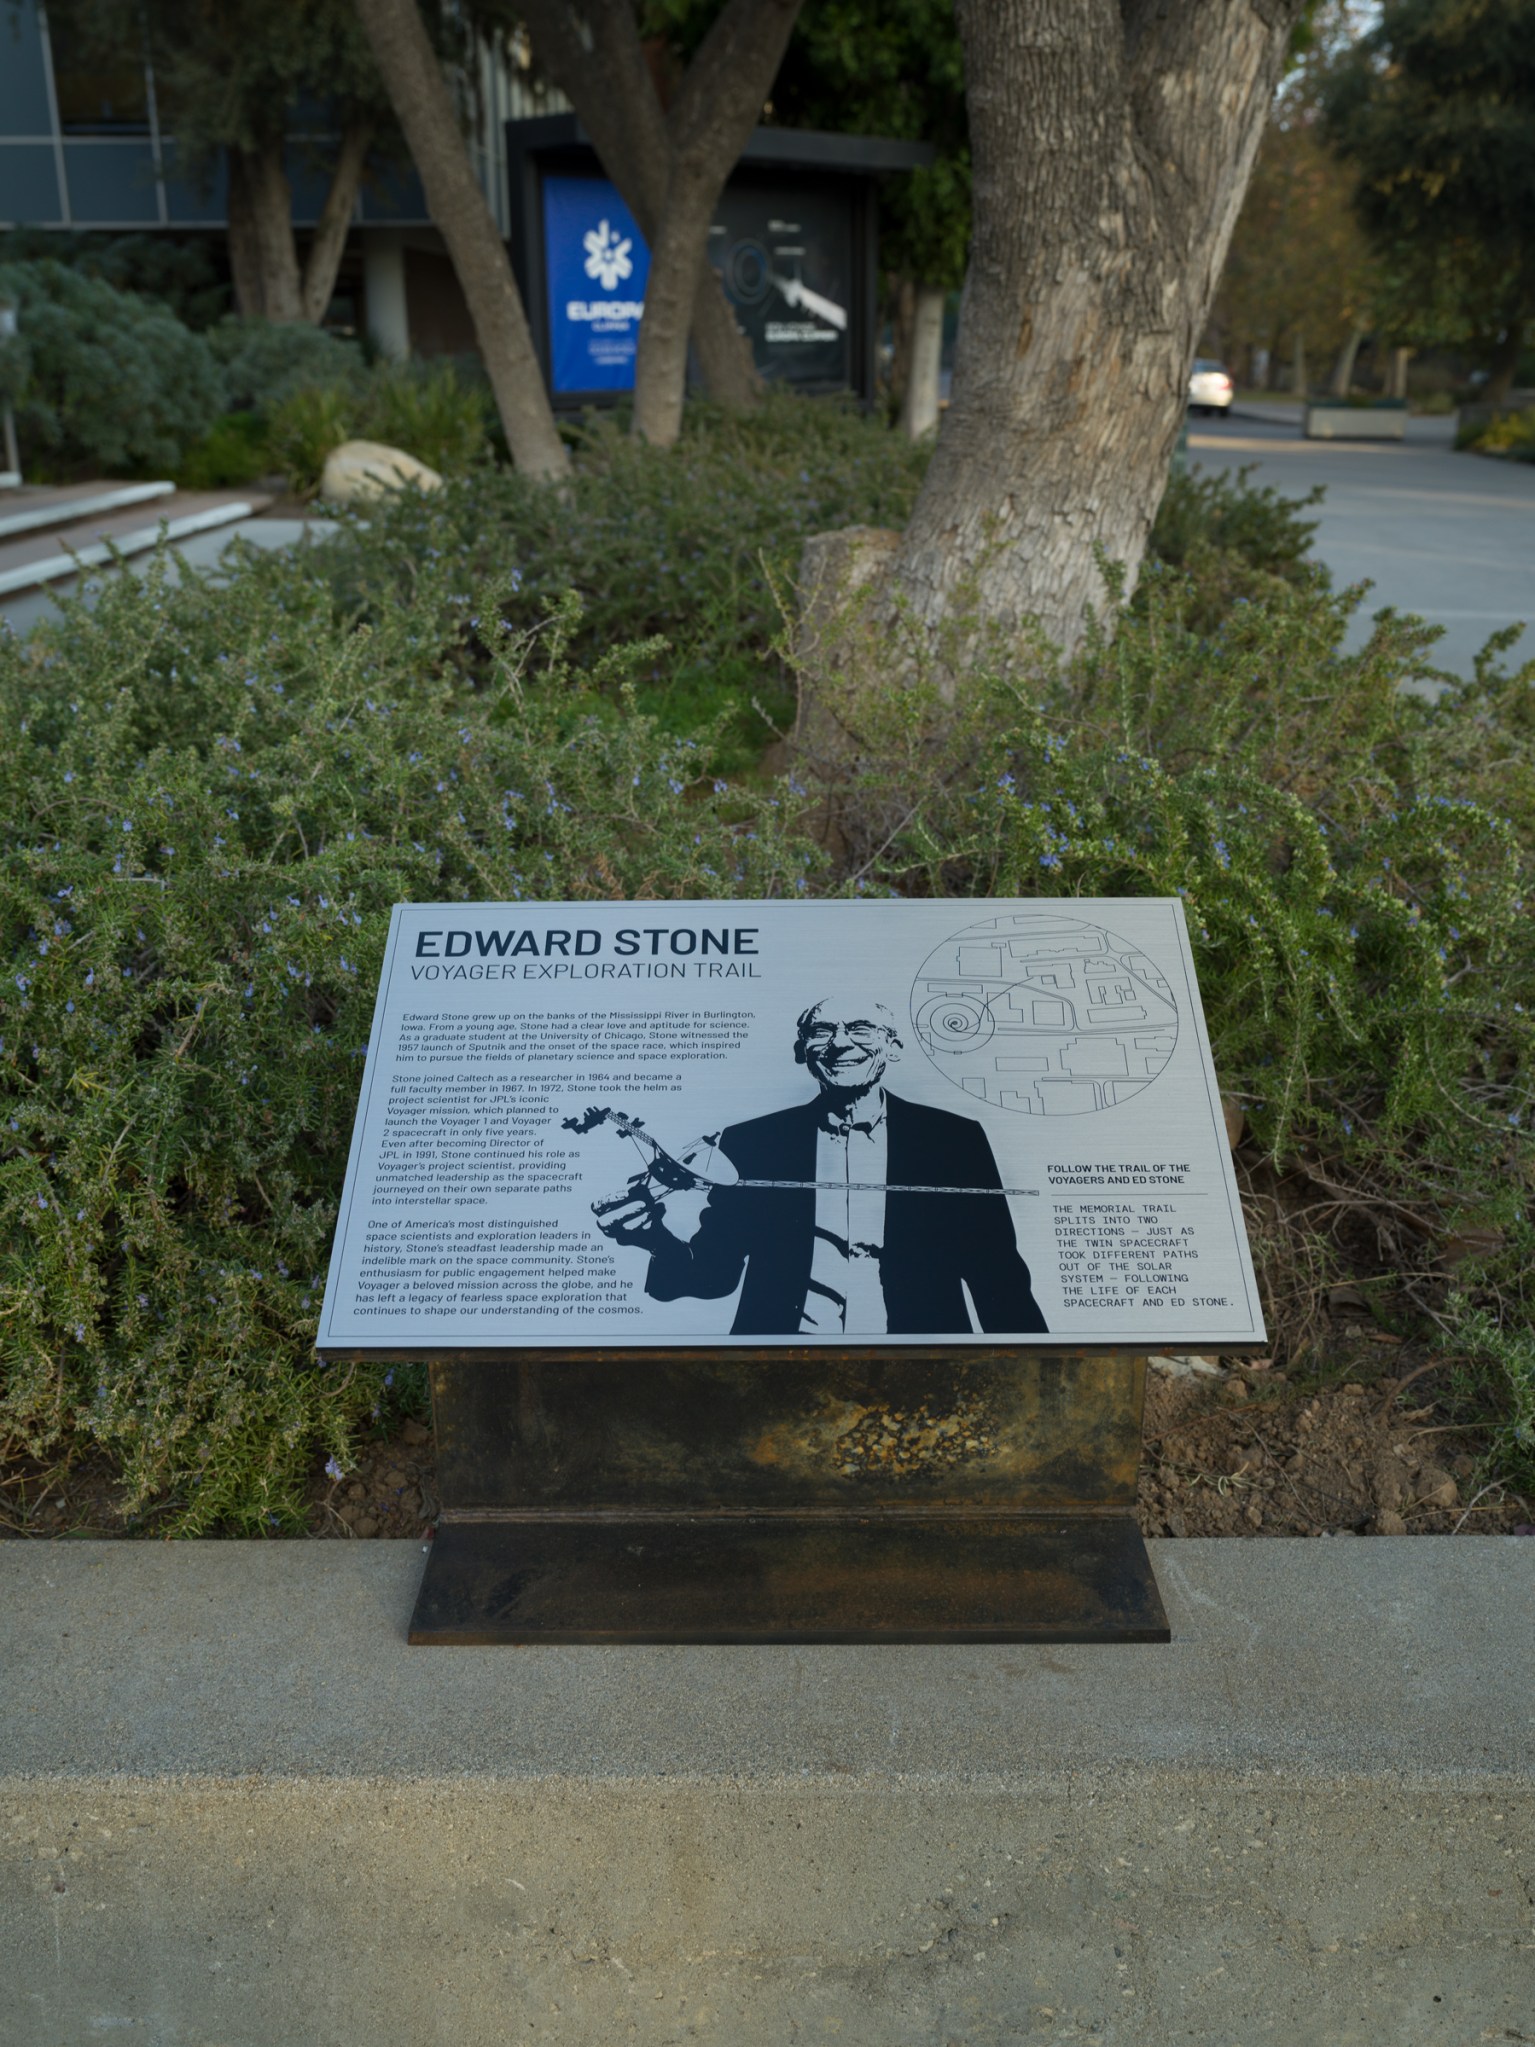 EUROPA
CLIPPER
EUROPA CLIPPER
EDWARD STONE
VOYAGER EXPLORATION TRAIL
Edward Stone grew up on the banks of the Mississippi River in Burlington,
Iowa. From a young age, Stone had a clear love and aptitude for science.
As a graduate student at the University of Chicago, Stone witnessed the
1957 launch of Sputnik and the onset of the space race, which inspired
him to pursue the fields of planetary science and space exploration.
Stone joined Caltech as a researcher in 1964 and became a
full faculty member in 1967. In 1972, Stone took the helm as
project scientist for JPL's iconic
Voyager mission, which planned to
launch the Voyager 1 and Voyager
2 spacecraft in only five years.
Even after becoming Director of
JPL in 1991, Stone continued his role as
Voyager's project scientist, providing
unmatched leadership as the spacecraft
journeyed on their own separate paths
into interstellar space.
One of America's most distinguished
space scientists and exploration leaders in
history, Stone's steadfast leadership made an
indelible mark on the space community. Stone's
enthusiasm for public engagement helped make
Voyager a beloved mission across the globe, and he
has left a legacy of fearless space exploration that
continues to shape our understanding of the cosmos.
FOLLOW THE TRAIL OF THE
VOYAGERS AND ED STONE
THE MEMORIAL TRAIL
SPLITS INTO TWO
DIRECTIONS — JUST AS
THE TWIN SPACECRAFT
TOOK DIFFERENT PATHS
OUT OF THE SOLAR
SYSTEM — FOLLOWING
THE LIFE OF EACH
SPACECRAFT AND ED STONE.